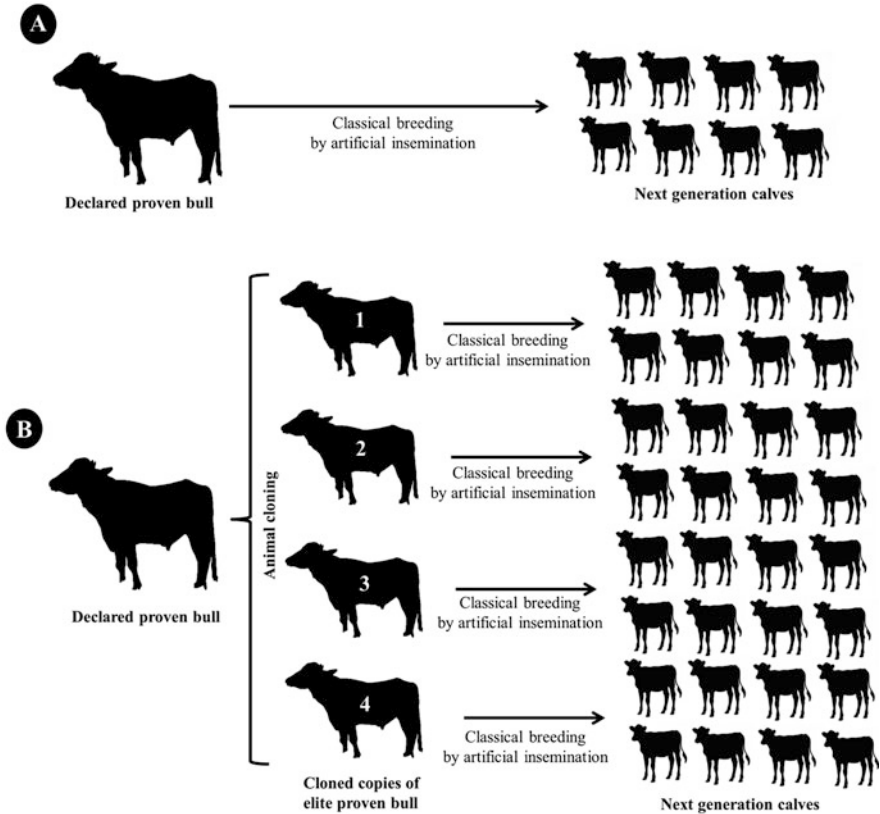 A
Classical breeding
by artificial insemination
Declared proven bull
Next generation calves
B
Declared proven bull
Animal cloning
1
Classical breeding
by artificial insemination
2
Classical breeding
by artificial insemination
3
Classical breeding
by artificial insemination
4
Classical breeding
by artificial insemination
Cloned copies of
elite proven bull
Next generation calves